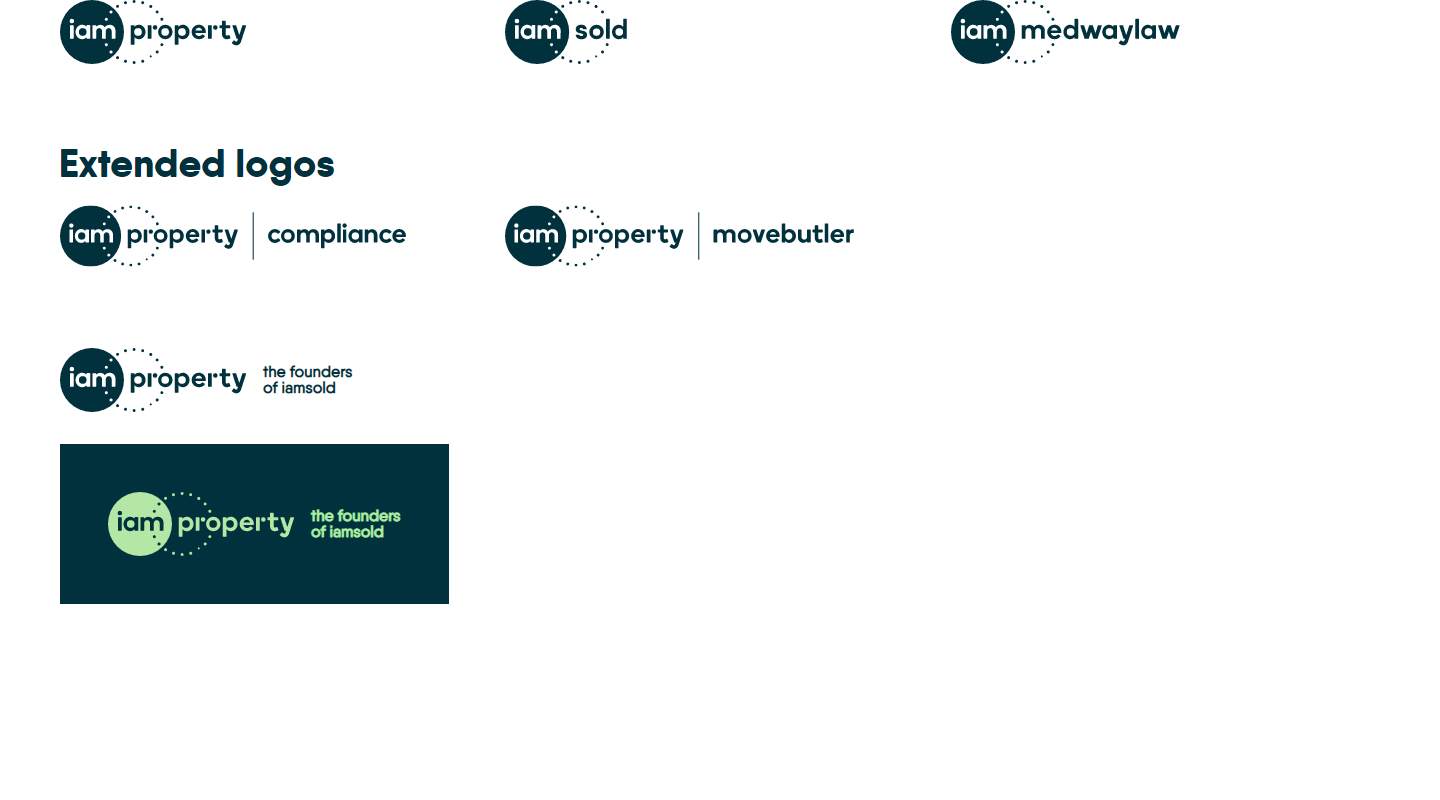 iam property
iam sold
iam medwaylaw
Extended logos
iam property | compliance
iam property | movebutler
iam property
the founders
of iamsold
iam property
the founders
of iamsold